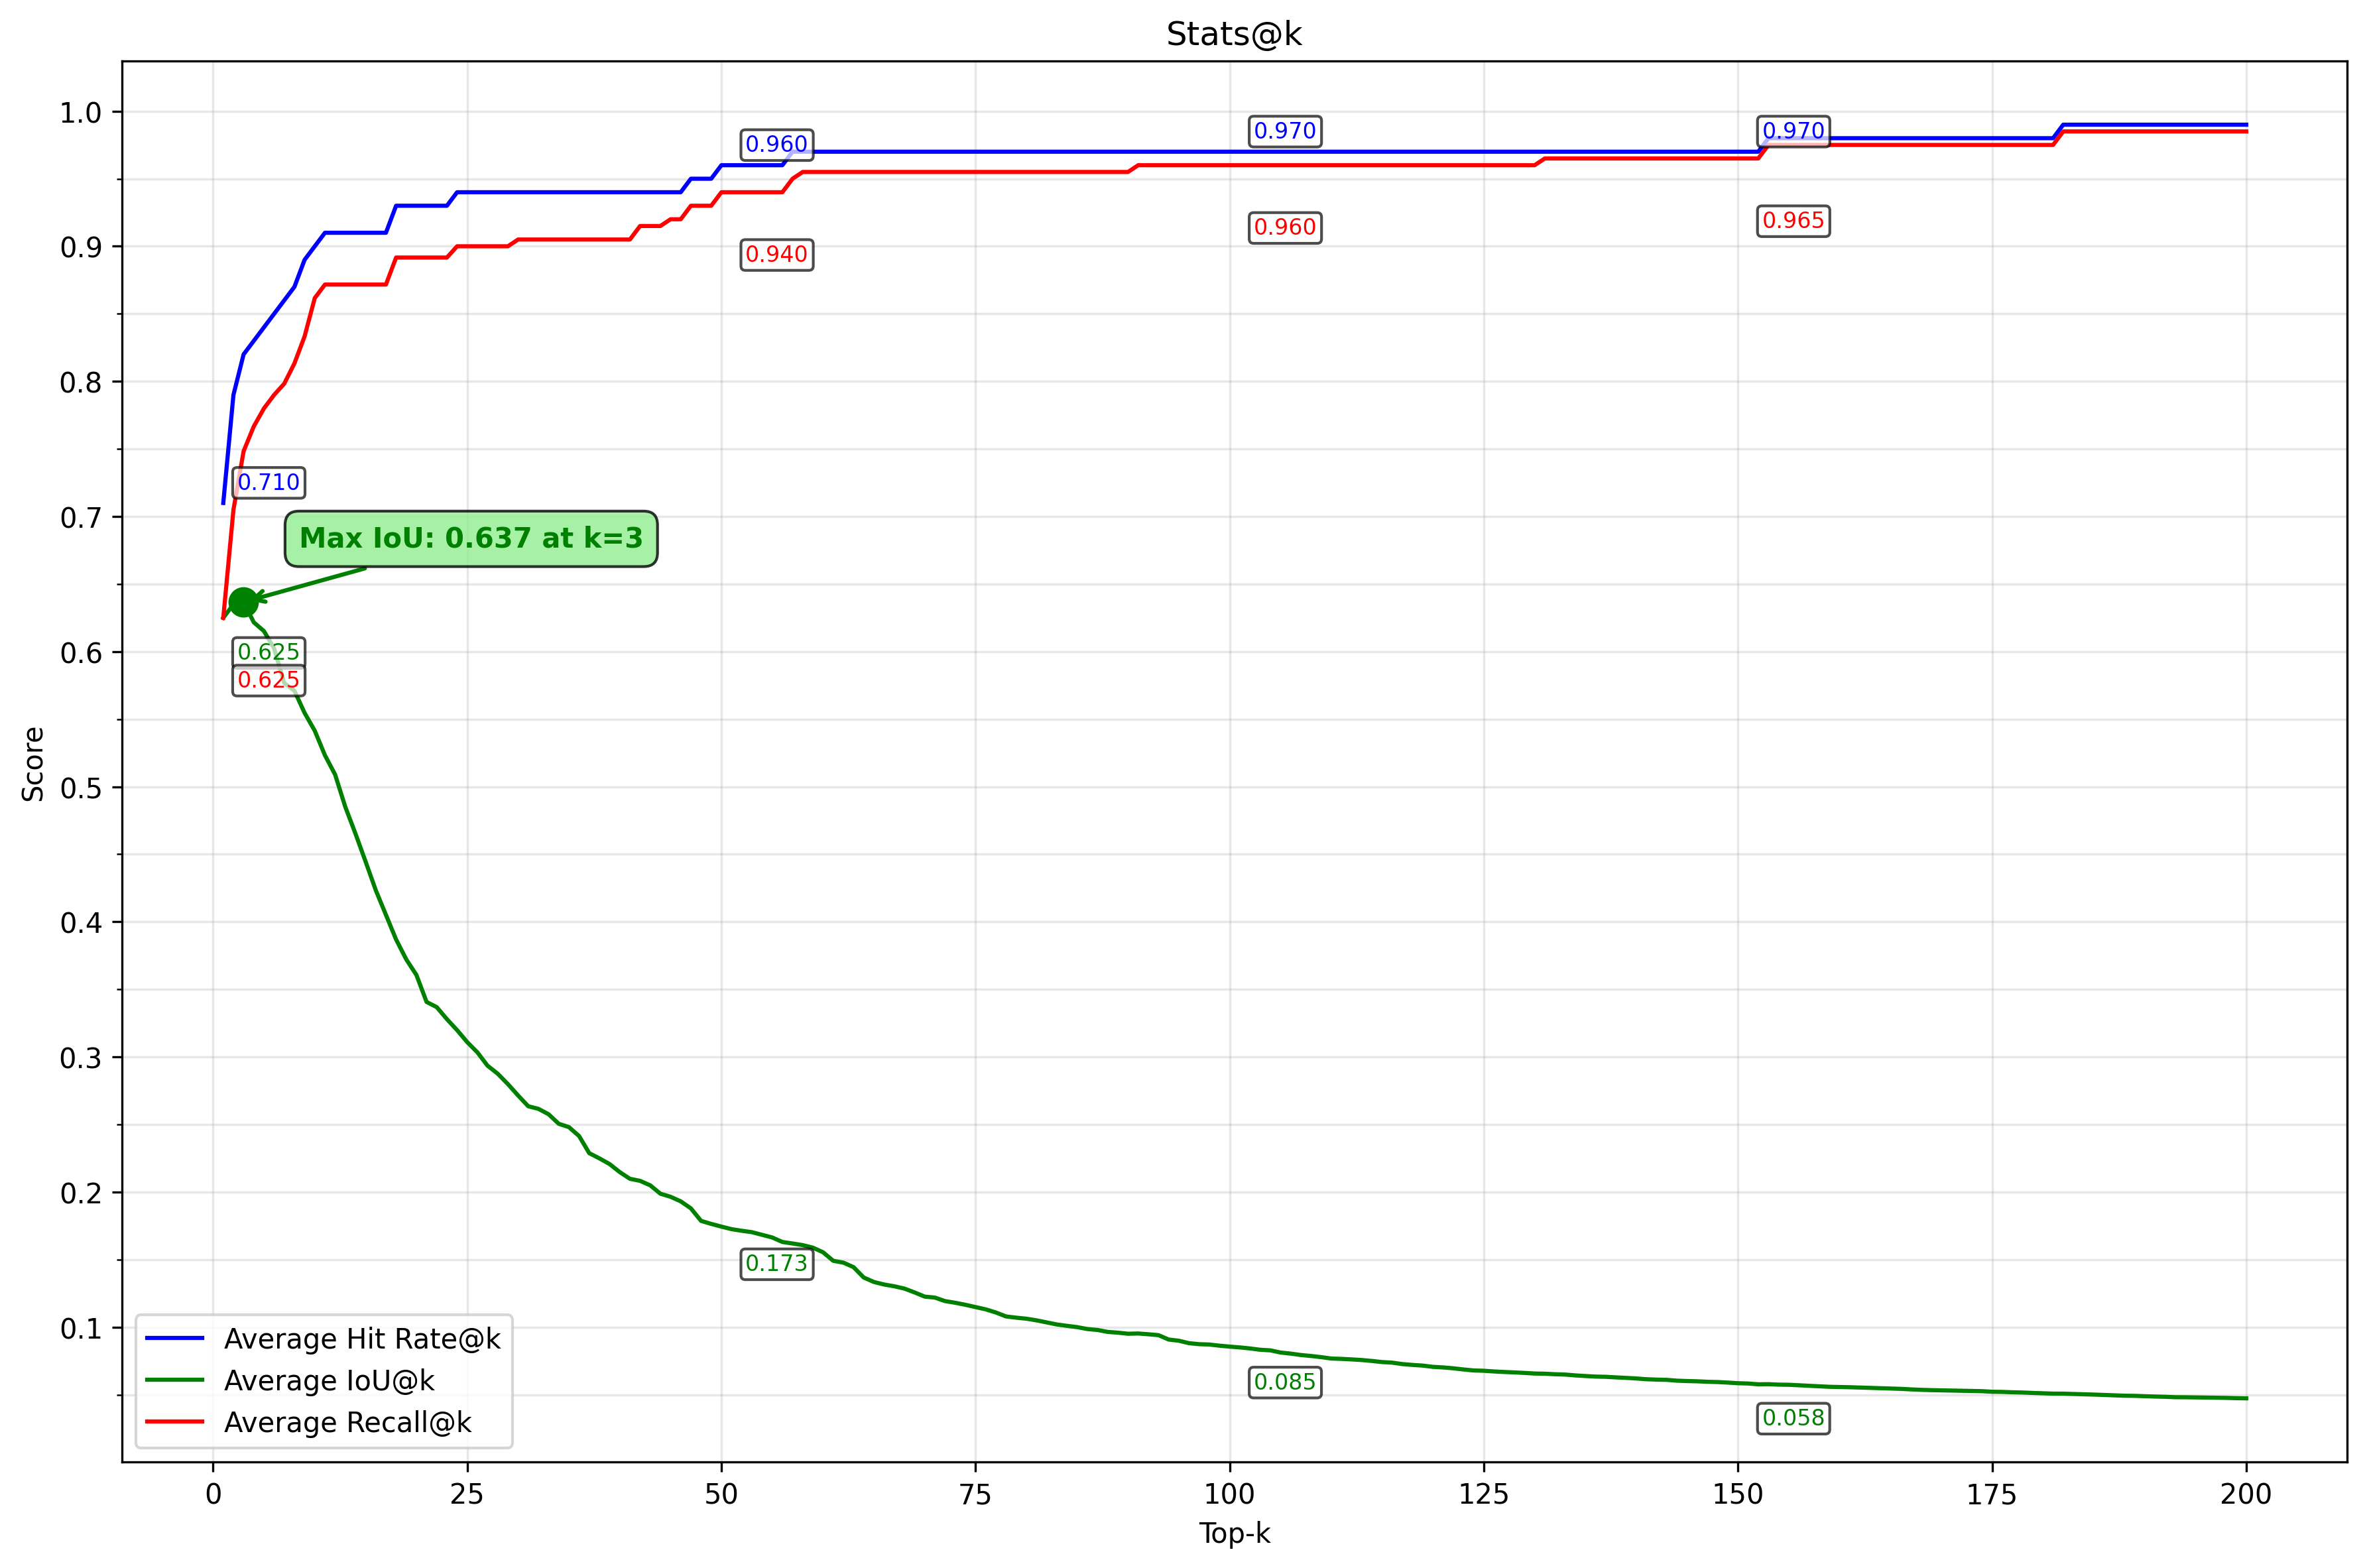 Stats@k
1.0
0.9
0.8
0.7
0.6
0.5
0.4
0.3
0.2
0.1
Score
0.960
0.970
0.970
0.940
0.960
0.965
0.710
Max IoU: 0.637 at k=3
0.625
0.625
0.173
0.085
0.058
Average Hit Rate@k
Average IoU@k
Average Recall@k
0 25 50 75 100 125 150 175 200
Top-k